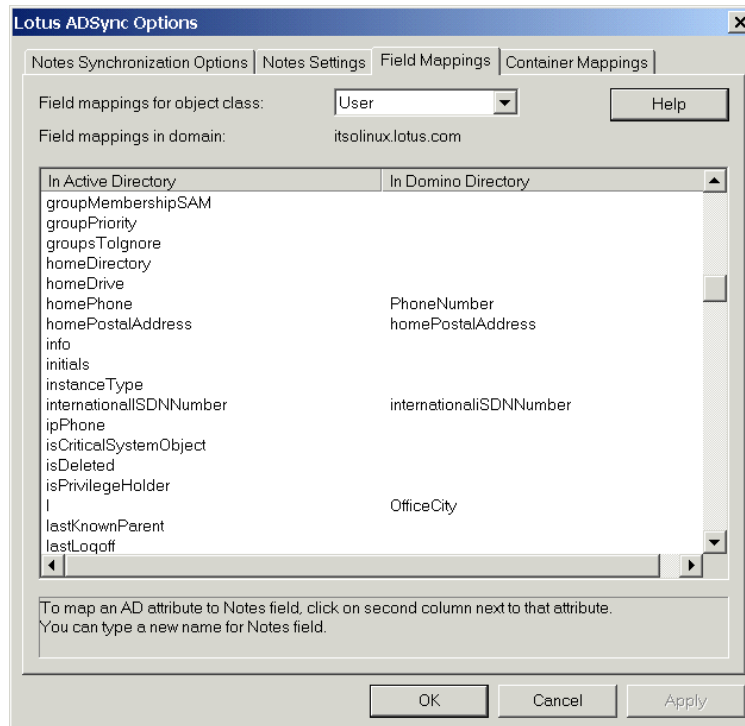 Lotus ADSync Options
Notes Synchronization Options Notes Settings Field Mappings Container Mappings
Field mappings for object class: User Help
Field mappings in domain: itsolinux.lotus.com
In Active Directory In Domino Directory
groupMembershipSAM
groupPriority
groupsToIgnore
homeDirectory
homeDrive
homePhone PhoneNumber
homePostalAddress homePostalAddress
info
initials
instanceType
internationalISDNNumber internationaliSDNNumber
ipPhone
isCriticalSystemObject
isDeleted
isPrivilegeHolder
l OfficeCity
lastKnownParent
lastLogoff
To map an AD attribute to Notes field, click on second column next to that attribute.
You can type a new name for Notes field.
OK Cancel Apply